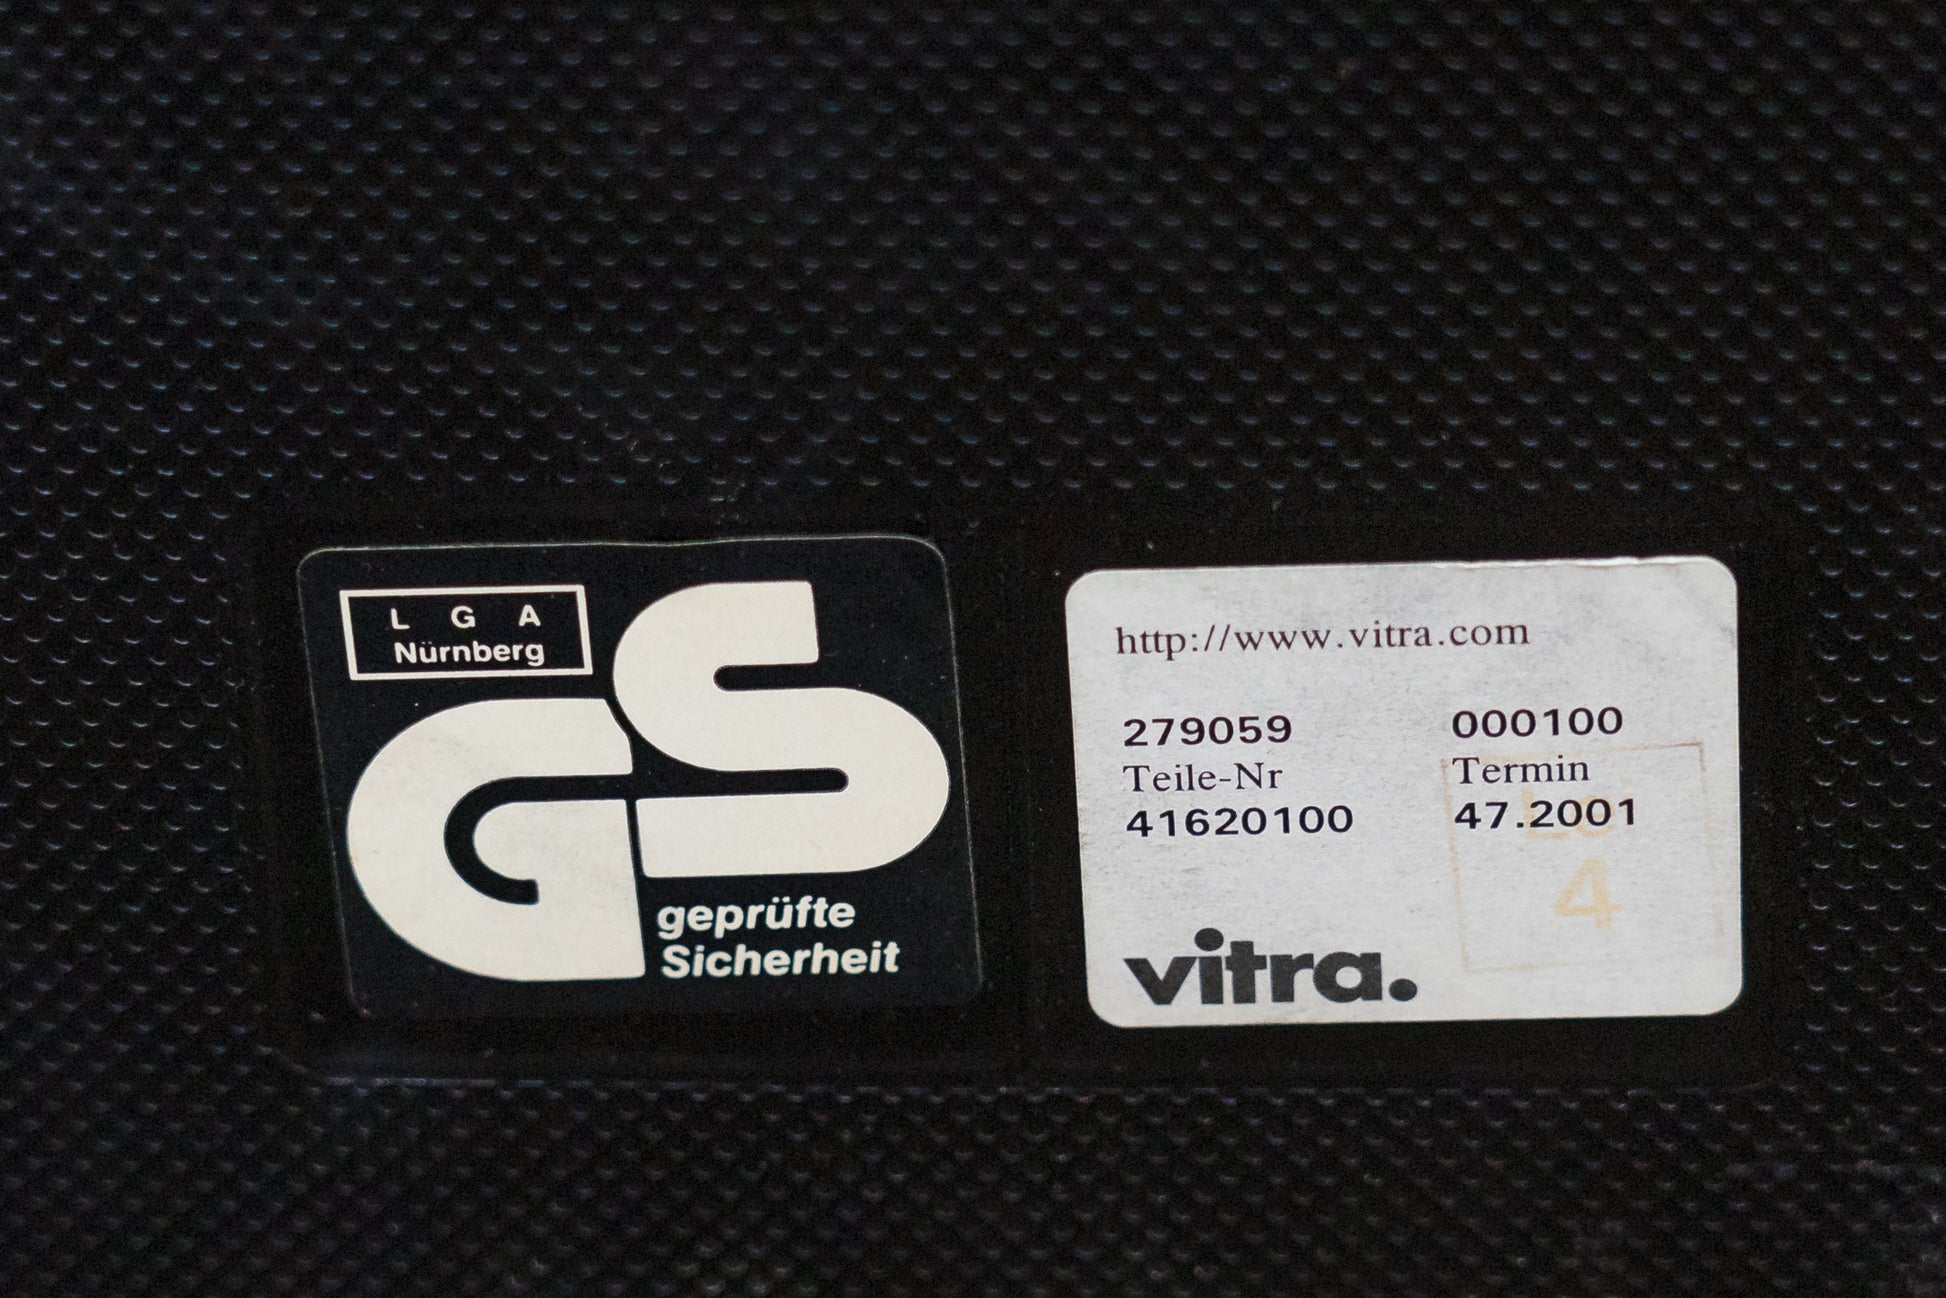 L G A
Nürnberg
GS
geprüfte
Sicherheit
http://www.vitra.com
279059 000100
Teile-Nr Termin
41620100 47.2001
4
vitra.